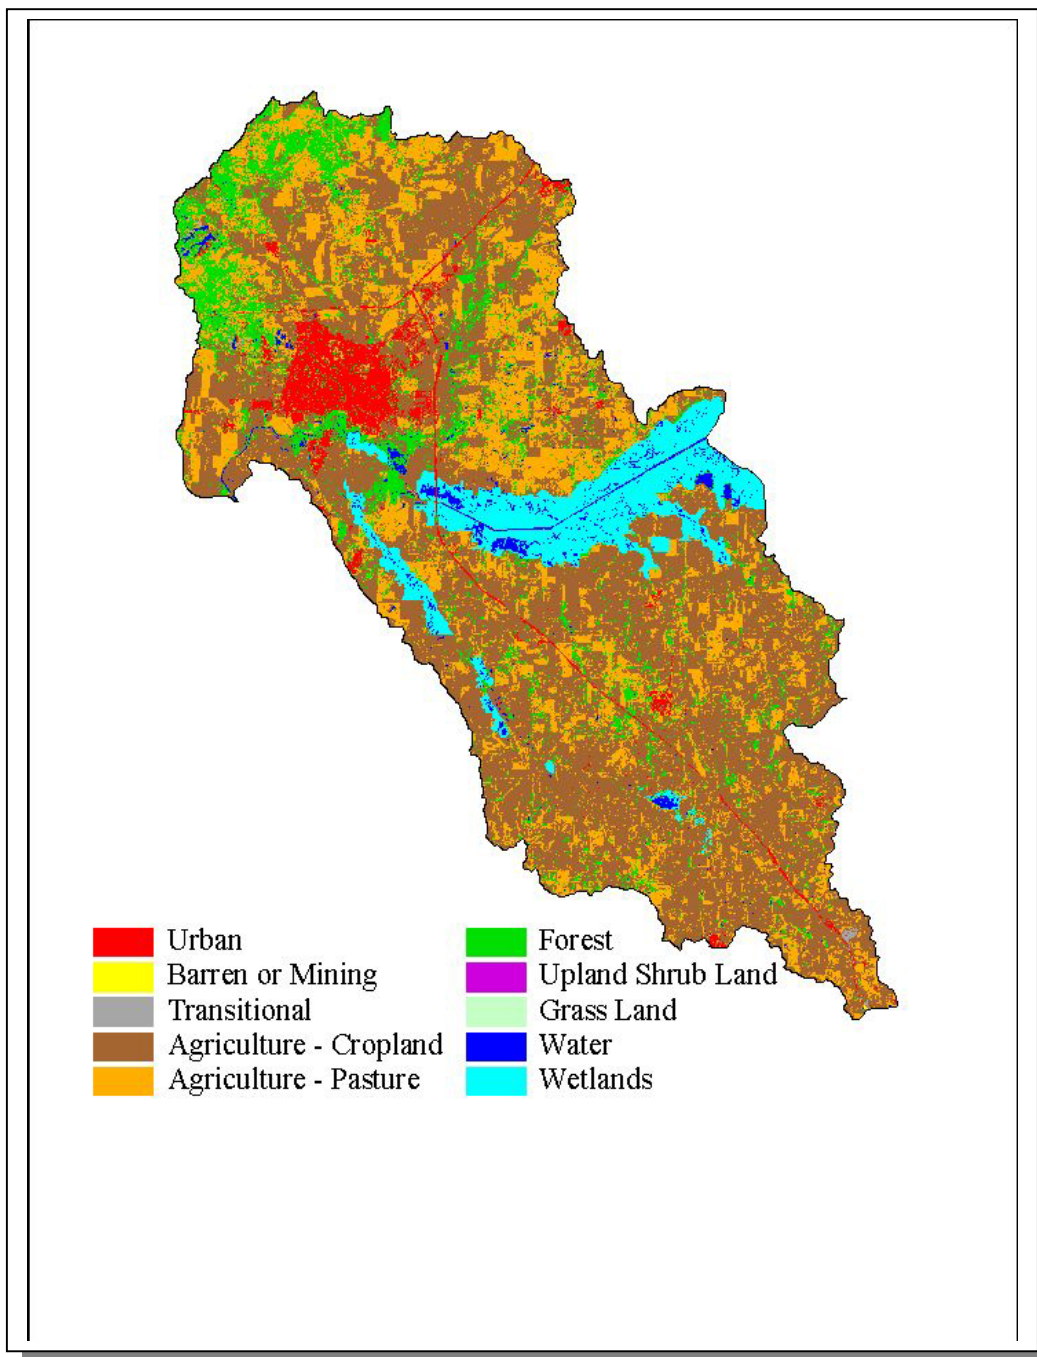 Urban
Barren or Mining
Transitional
Agriculture - Cropland
Agriculture - Pasture
Forest
Upland Shrub Land
Grass Land
Water
Wetlands